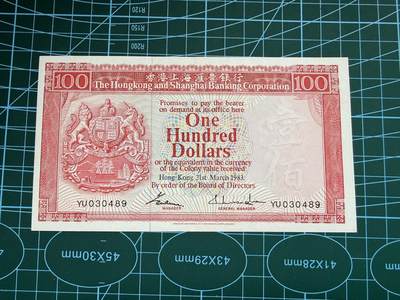 R120
R150
R200
100 香港上海滙豐銀行 100
The Hongkong and Shanghai Banking Corporation
Promises to pay the bearer
on demand at its office here
One
Hundred
Dollars
or the equivalent in the currency
of the Colony value received
Hong Kong 31st March 1983
By order of the Board of Directors
YU030489 YU030489
MANAGER GENERAL MANAGER
45X30mm
43X29mm
41X28mm